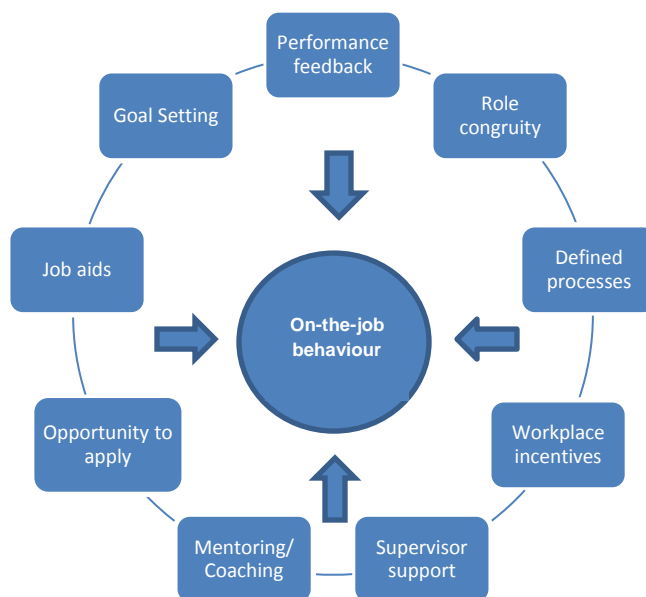 Performance
feedback
Role
congruity
Defined
processes
Workplace
incentives
Supervisor
support
Mentoring/
Coaching
Opportunity to
apply
Job aids
Goal Setting
On-the-job
behaviour